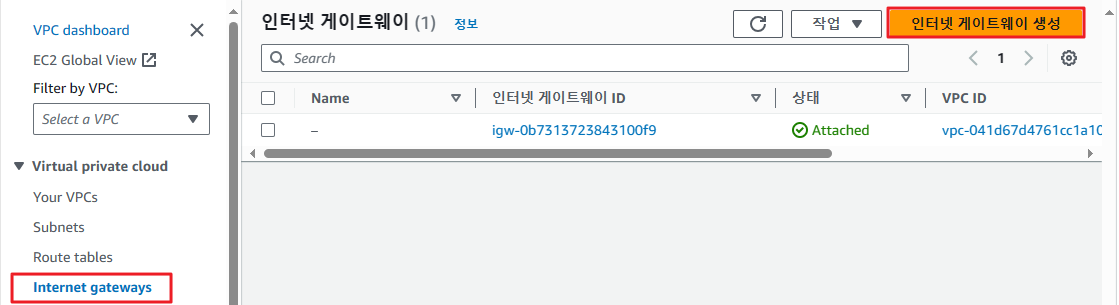 VPC dashboard
EC2 Global View
Filter by VPC:
Select a VPC
Virtual private cloud
Your VPCs
Subnets
Route tables
Internet gateways
인터넷 게이트웨이 (1) 정보
작업
인터넷 게이트웨이 생성
Search
1
Name 인터넷 게이트웨이 ID 상태 VPC ID
– igw-0b7313723843100f9 Attached vpc-041d67d4761cc1a10